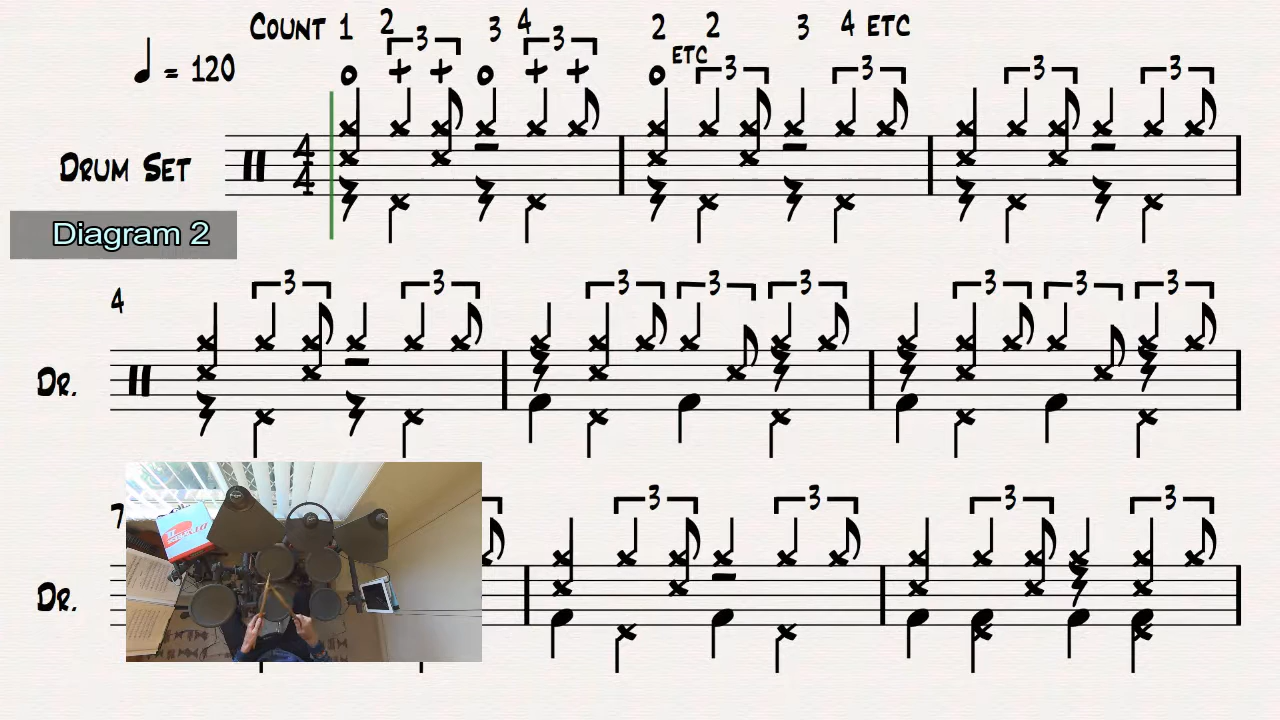 COUNT 1 2 3 4 2 2 3 4 ETC
3 3 ETC 3 3 3 3
= 120
DRUM SET 4/4
Diagram 2
4 3 3 3 3 3 3 3 3
DR.
7 3 3 3 3
DR.